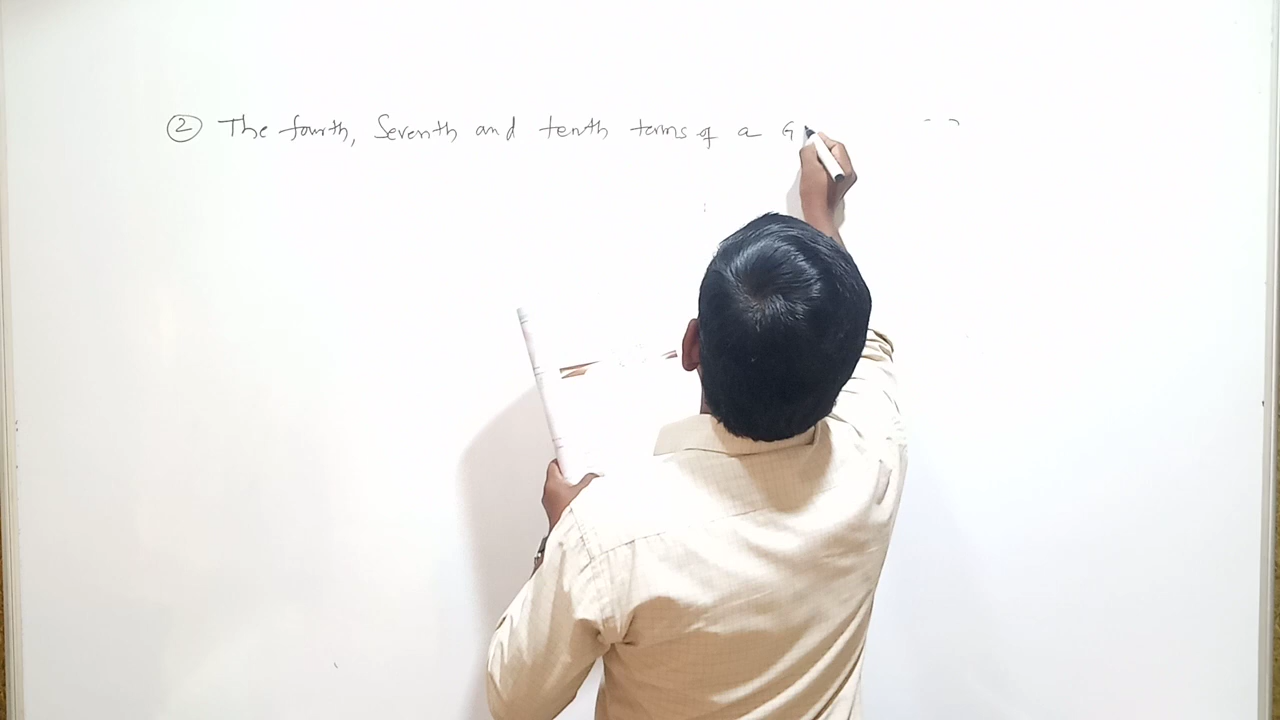 ② The fourth, Seventh and tenth terms of a G